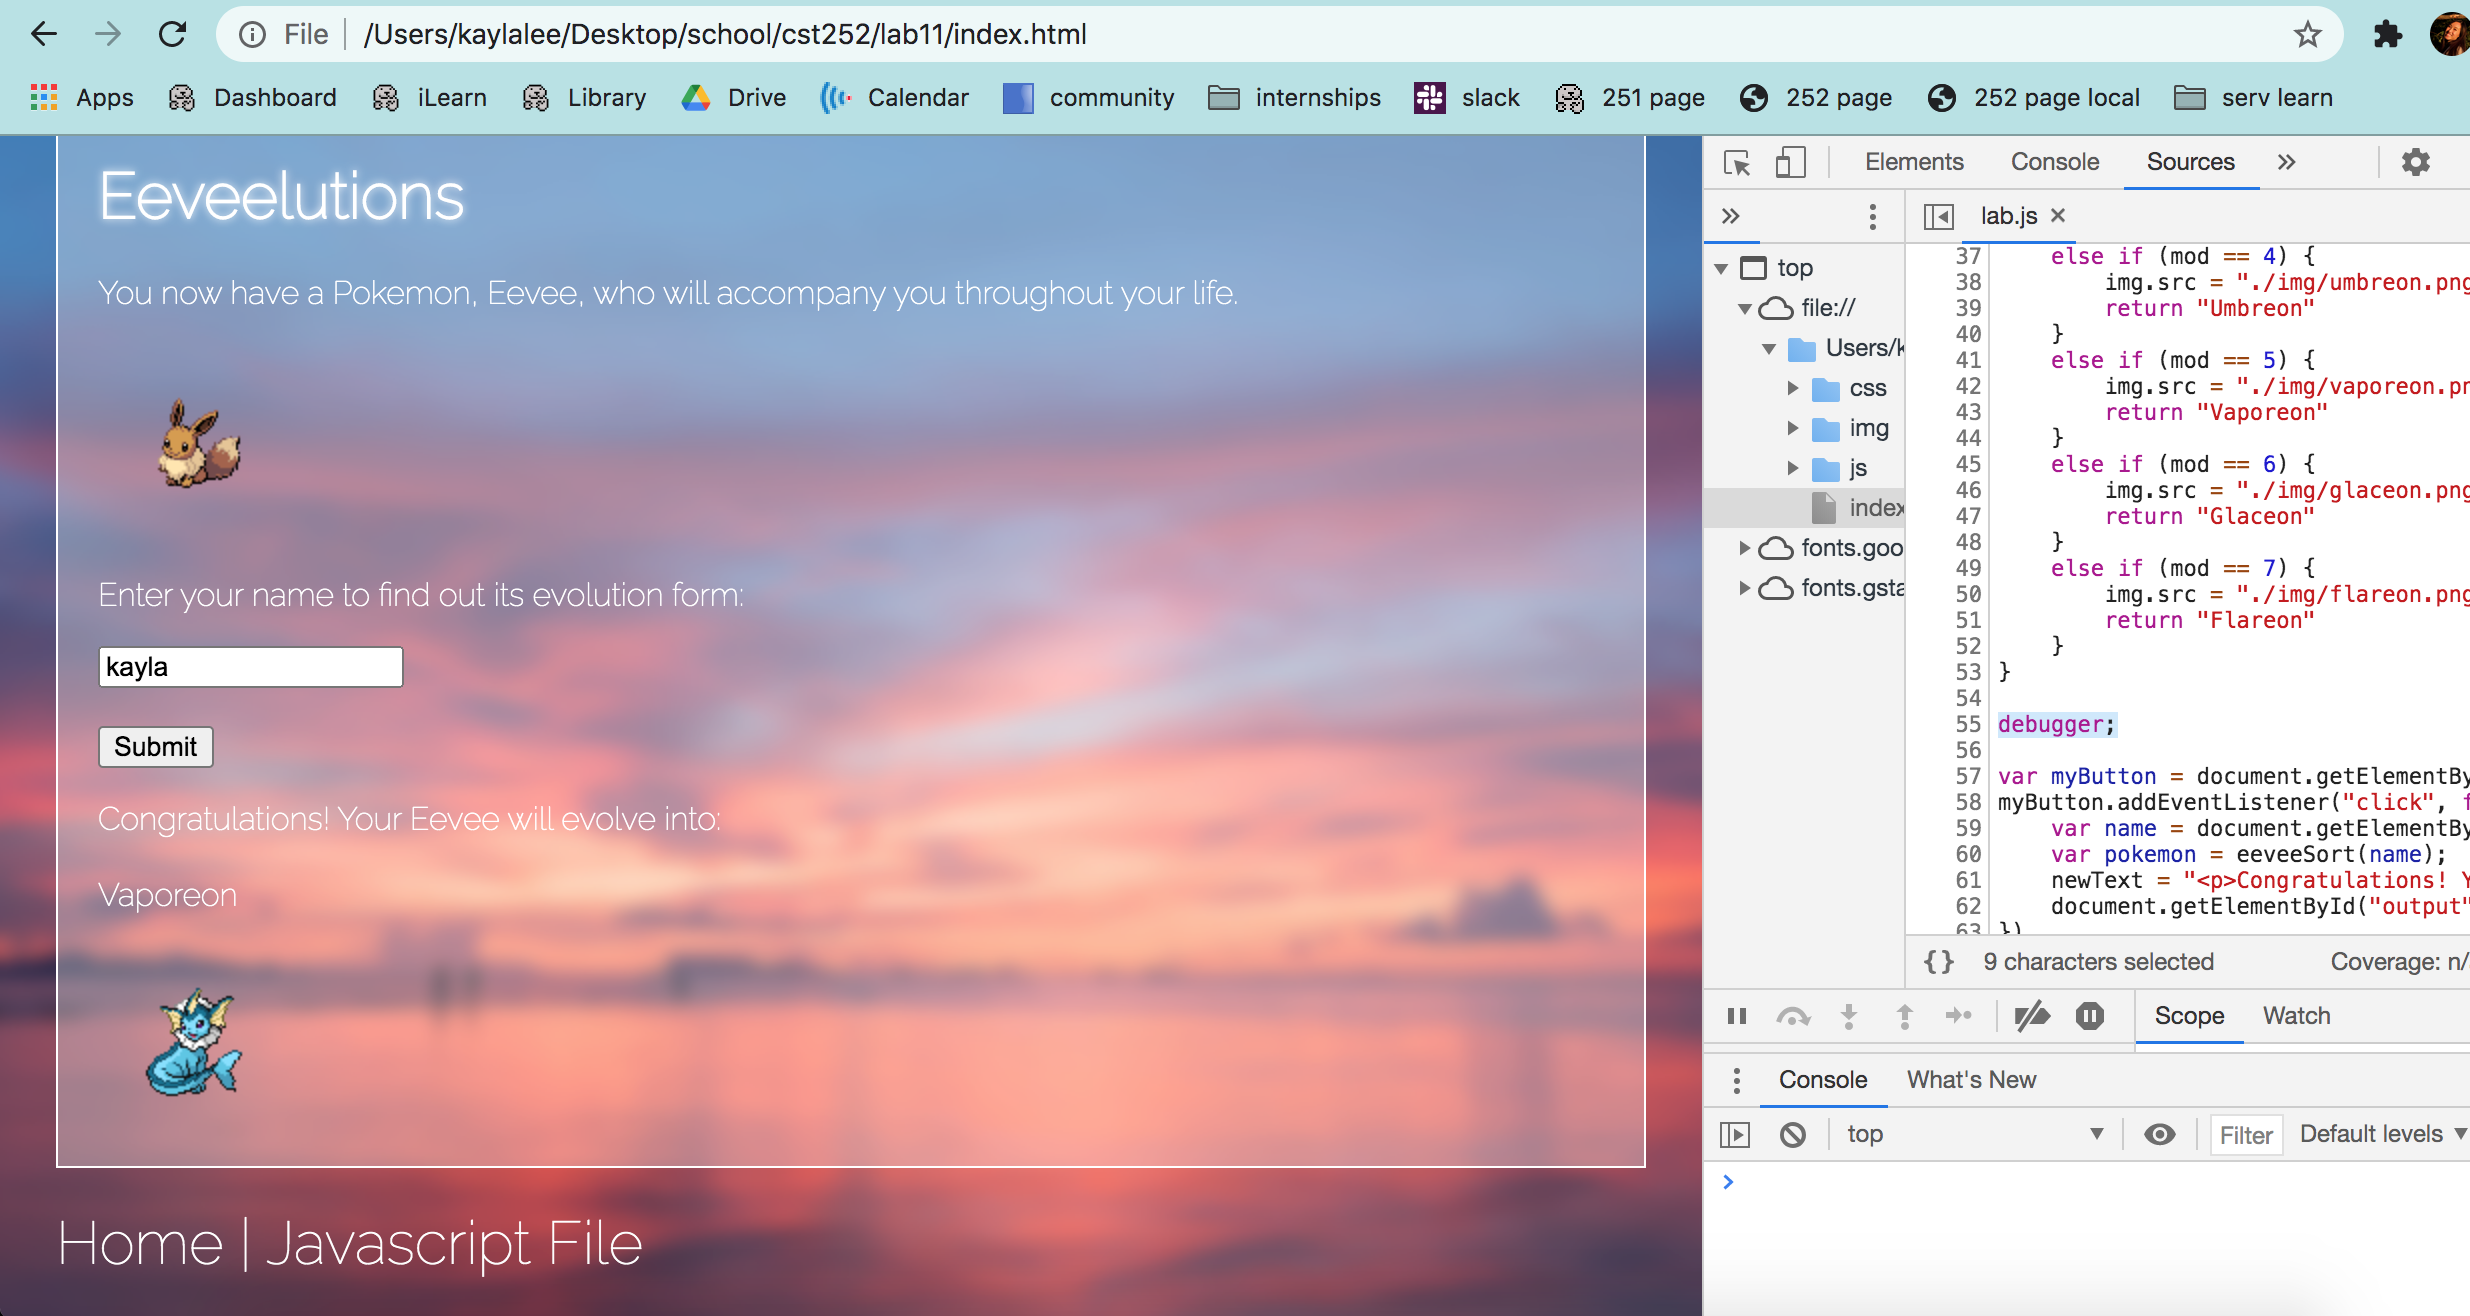 File /Users/kaylalee/Desktop/school/cst252/lab11/index.html
Apps Dashboard iLearn Library Drive Calendar community internships slack 251 page 252 page 252 page local serv learn
Eeveelutions
You now have a Pokemon, Eevee, who will accompany you throughout your life.
Enter your name to find out its evolution form:
kayla
Submit
Congratulations! Your Eevee will evolve into:
Vaporeon
Home | Javascript File
Elements Console Sources »
» lab.js ×
top
file://
Users/k
css
img
js
index
fonts.goo
fonts.gsta
37 else if (mod == 4) {
38 img.src = "./img/umbreon.png
39 return "Umbreon"
40 }
41 else if (mod == 5) {
42 img.src = "./img/vaporeon.pn
43 return "Vaporeon"
44 }
45 else if (mod == 6) {
46 img.src = "./img/glaceon.png
47 return "Glaceon"
48 }
49 else if (mod == 7) {
50 img.src = "./img/flareon.png
51 return "Flareon"
52 }
53 }
54
55 debugger;
56
57 var myButton = document.getElementBy
58 myButton.addEventListener("click", f
59 var name = document.getElementBy
60 var pokemon = eeveeSort(name);
61 newText = "<p>Congratulations! Y
62 document.getElementById("output"
63 })
{} 9 characters selected Coverage: n/
Scope Watch
Console What's New
top Filter Default levels